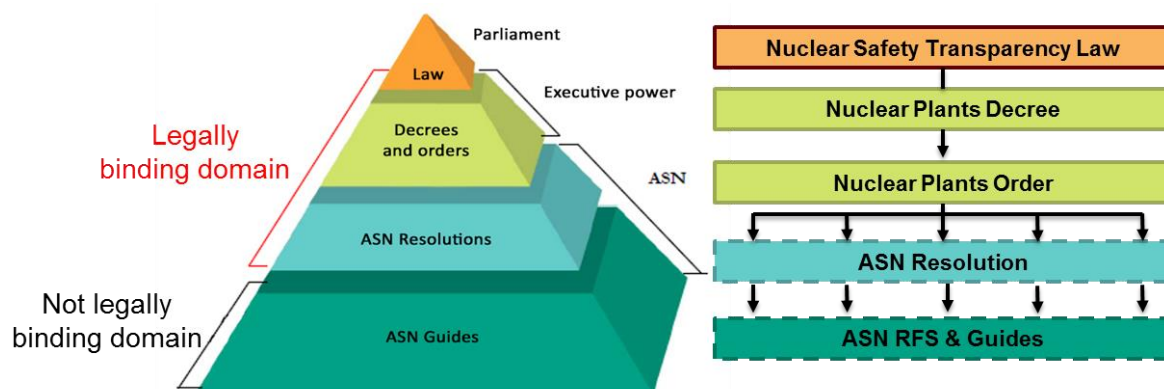 Parliament
Law
Executive power
Legally
binding domain
Decrees
and orders
ASN
ASN Resolutions
Not legally
binding domain
ASN Guides
Nuclear Safety Transparency Law
Nuclear Plants Decree
Nuclear Plants Order
ASN Resolution
ASN RFS & Guides